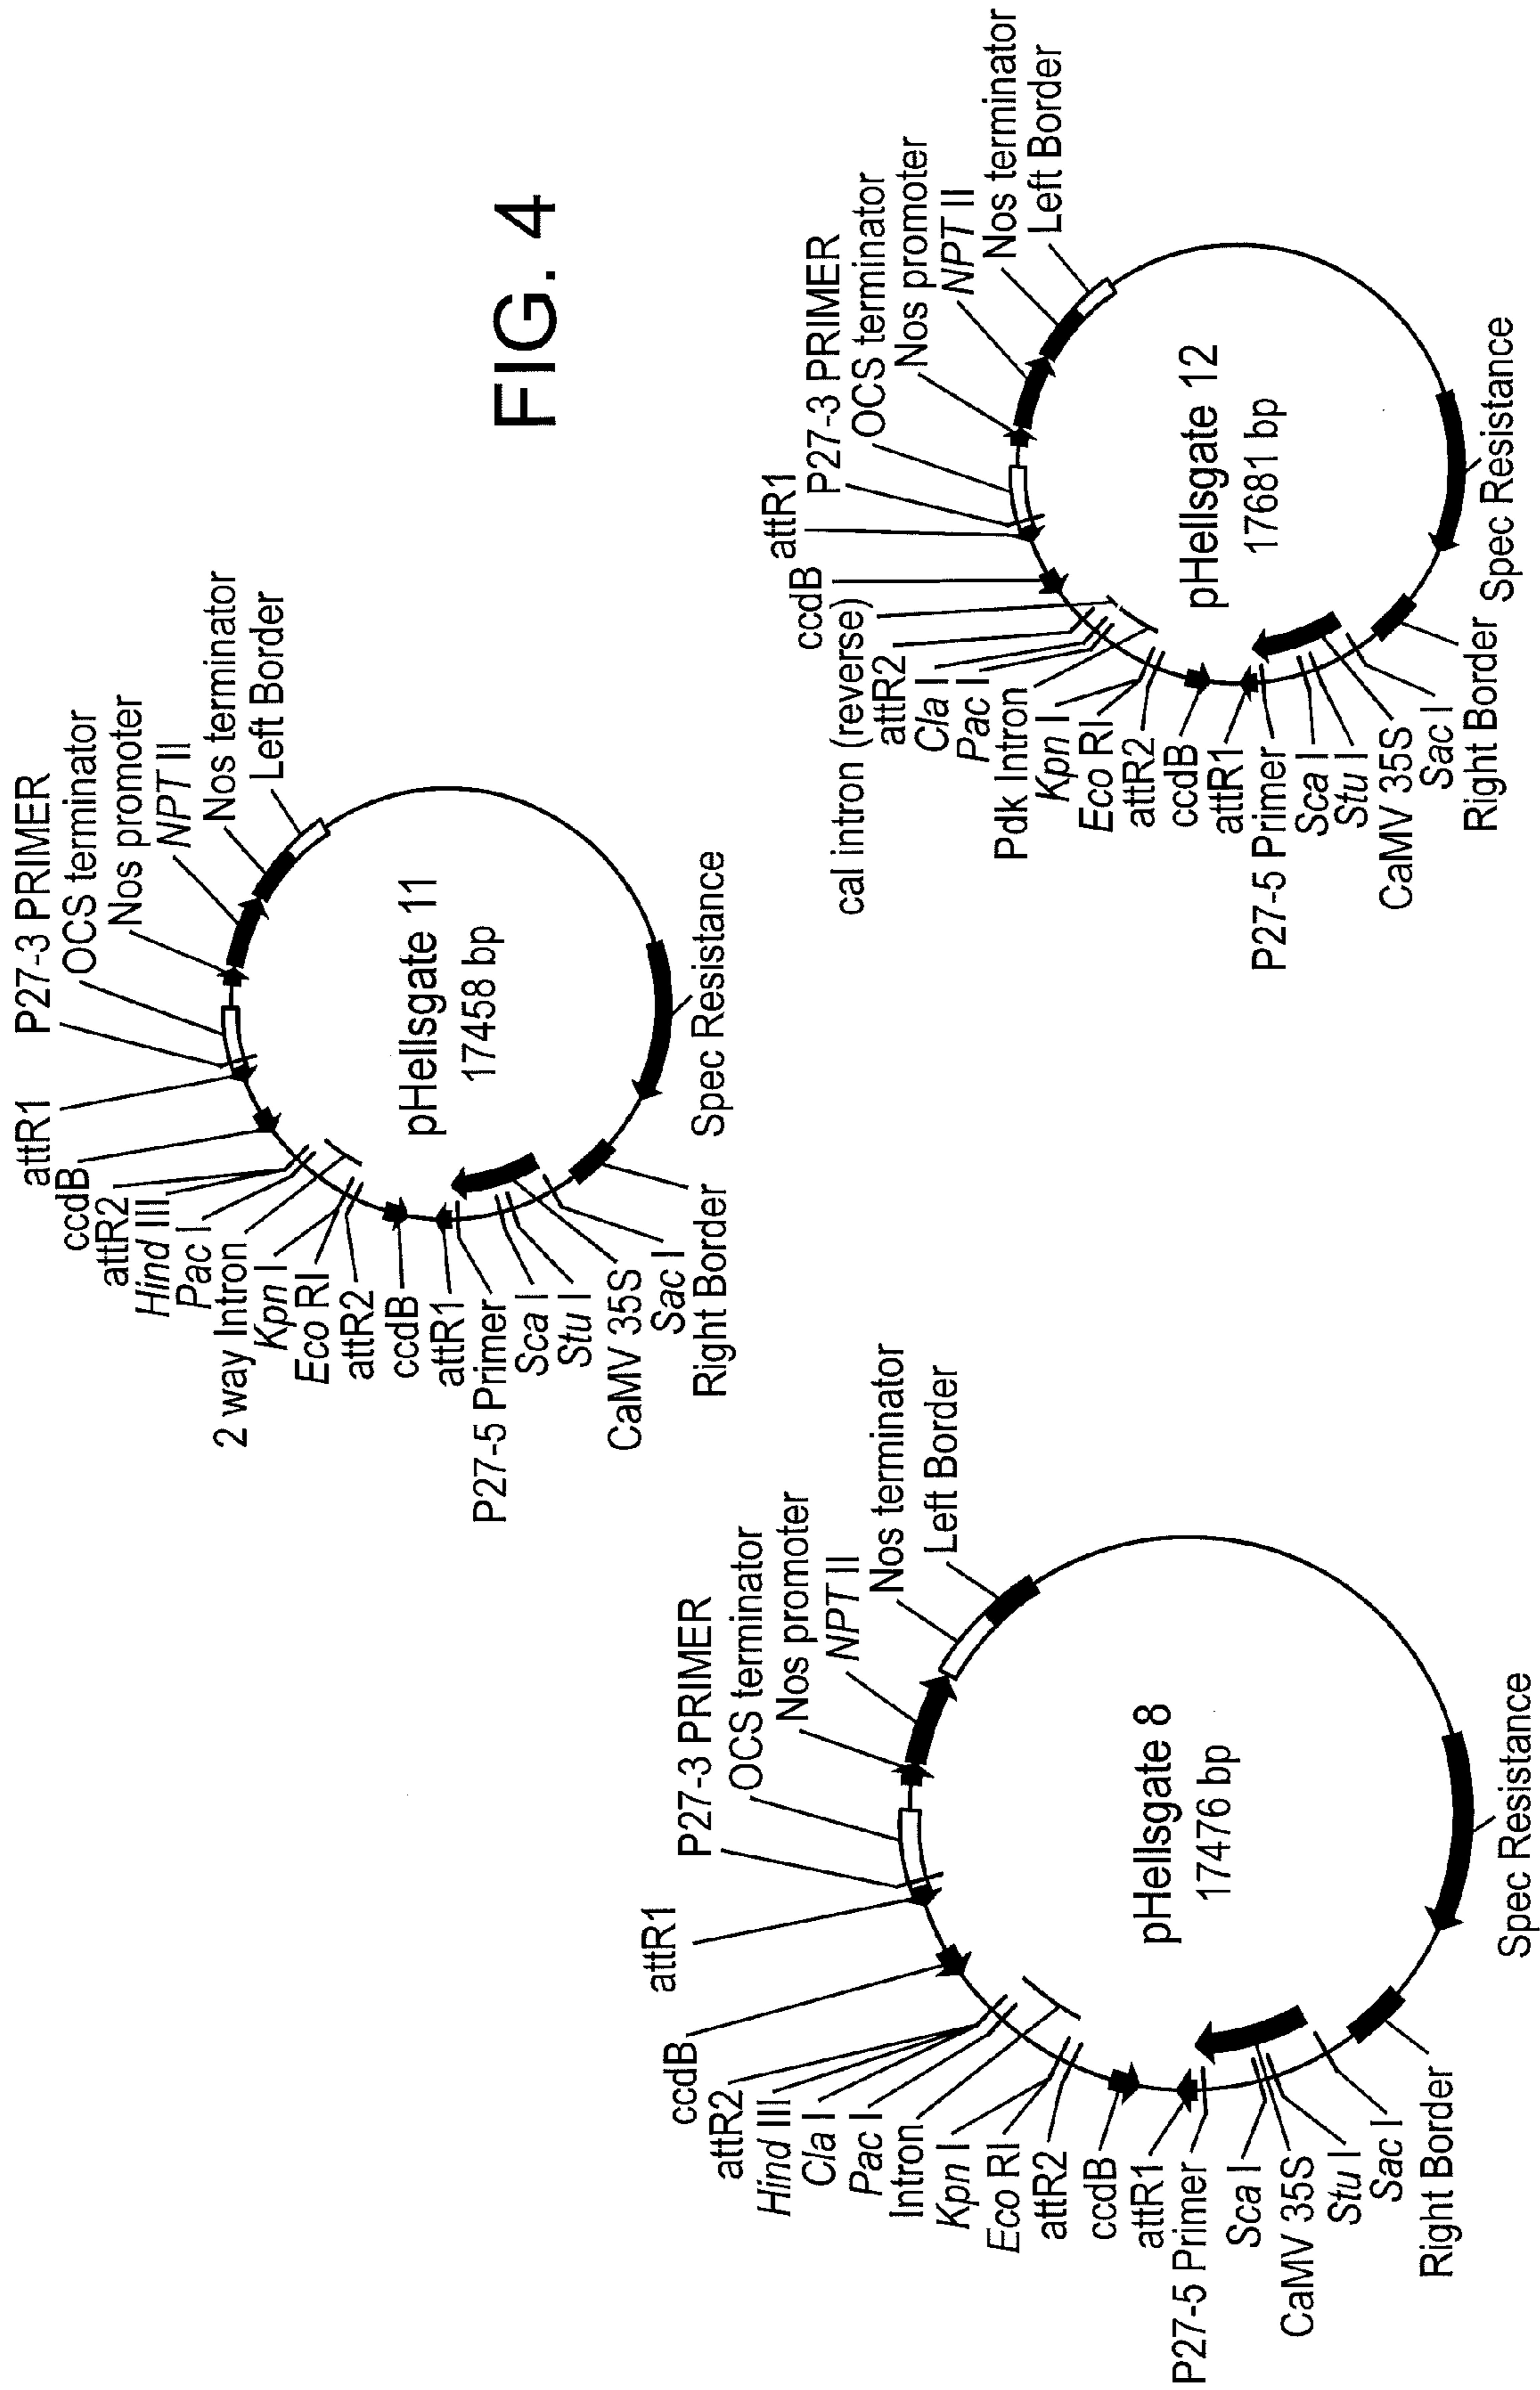 FIG. 4
attR1
P27-3 PRIMER
OCS terminator
Nos promoter
NPT II
Nos terminator
Left Border
ccdB
attR2
Hind III
Cla I
Pac I
Intron
Kpn I
Eco RI
attR2
ccdB
attR1
P27-5 Primer
Sca I
CaMV 35S
Stu I
Sac I
Right Border
Spec Resistance
pHellsgate 8
17476 bp
attR1
P27-3 PRIMER
OCS terminator
Nos promoter
NPT II
Nos terminator
Left Border
ccdB
attR2
Hind III
Pac I
2 way Intron
Kpn I
Eco RI
attR2
ccdB
attR1
P27-5 Primer
Sca I
Stu I
CaMV 35S
Sac I
Right Border
Spec Resistance
pHellsgate 11
17458 bp
attR1
P27-3 PRIMER
OCS terminator
Nos promoter
NPT II
Nos terminator
Left Border
ccdB
cal intron (reverse)
attR2
Cla I
Pac I
Pdk Intron
Kpn I
Eco RI
attR2
ccdB
attR1
P27-5 Primer
Sca I
Stu I
CaMV 35S
Sac I
Right Border
Spec Resistance
pHellsgate 12
17681 bp